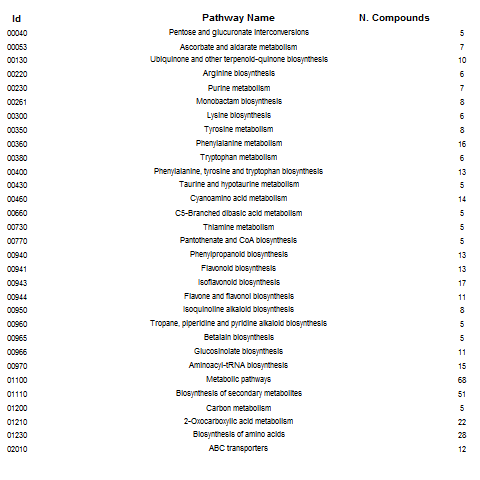 Id Pathway Name N. Compounds
00040 Pentose and glucuronate interconversions 5
00053 Ascorbate and aldarate metabolism 7
00130 Ubiquinone and other terpenoid-quinone biosynthesis 10
00220 Arginine biosynthesis 6
00230 Purine metabolism 7
00261 Monobactam biosynthesis 8
00300 Lysine biosynthesis 6
00350 Tyrosine metabolism 8
00360 Phenylalanine metabolism 16
00380 Tryptophan metabolism 6
00400 Phenylalanine, tyrosine and tryptophan biosynthesis 13
00430 Taurine and hypotaurine metabolism 5
00460 Cyanoamino acid metabolism 14
00660 C5-Branched dibasic acid metabolism 5
00730 Thiamine metabolism 5
00770 Pantothenate and CoA biosynthesis 5
00940 Phenylpropanoid biosynthesis 13
00941 Flavonoid biosynthesis 13
00943 Isoflavonoid biosynthesis 17
00944 Flavone and flavonol biosynthesis 11
00950 Isoquinoline alkaloid biosynthesis 8
00960 Tropane, piperidine and pyridine alkaloid biosynthesis 5
00965 Betalain biosynthesis 5
00966 Glucosinolate biosynthesis 11
00970 Aminoacyl-tRNA biosynthesis 15
01100 Metabolic pathways 68
01110 Biosynthesis of secondary metabolites 51
01200 Carbon metabolism 5
01210 2-Oxocarboxylic acid metabolism 22
01230 Biosynthesis of amino acids 28
02010 ABC transporters 12